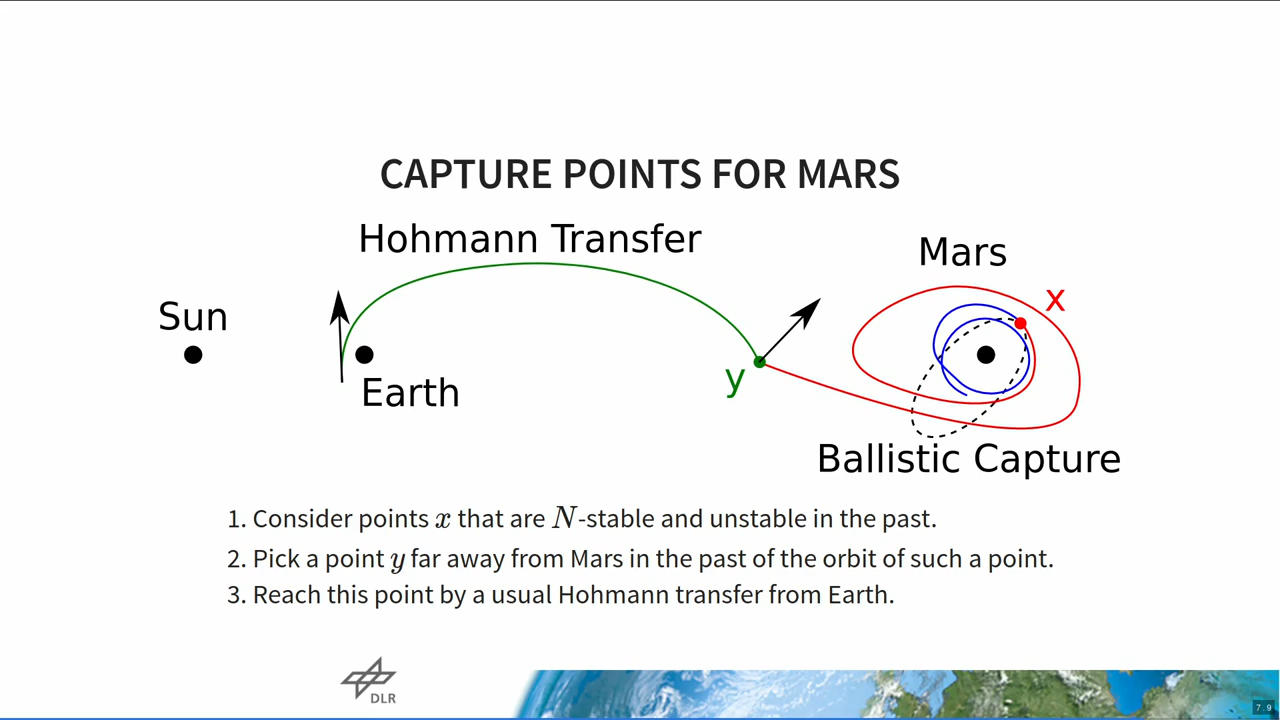 CAPTURE POINTS FOR MARS
Hohmann Transfer
Mars
Sun
x
Earth
y
Ballistic Capture
1. Consider points x that are N-stable and unstable in the past.
2. Pick a point y far away from Mars in the past of the orbit of such a point.
3. Reach this point by a usual Hohmann transfer from Earth.
DLR
7.9